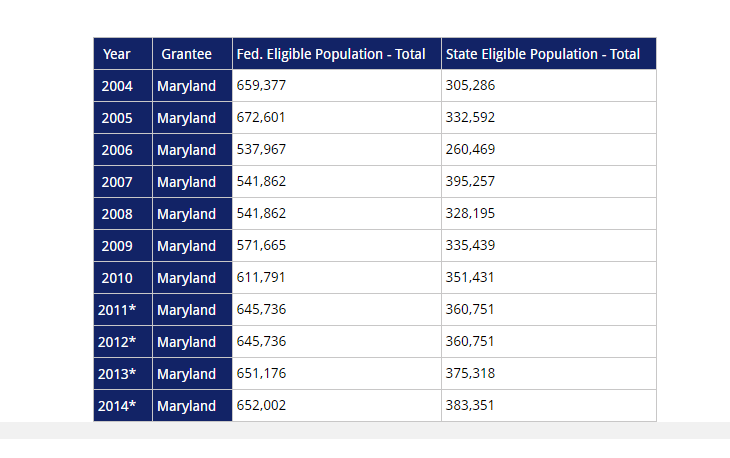 Year Grantee Fed. Eligible Population - Total State Eligible Population - Total
2004 Maryland 659,377 305,286
2005 Maryland 672,601 332,592
2006 Maryland 537,967 260,469
2007 Maryland 541,862 395,257
2008 Maryland 541,862 328,195
2009 Maryland 571,665 335,439
2010 Maryland 611,791 351,431
2011* Maryland 645,736 360,751
2012* Maryland 645,736 360,751
2013* Maryland 651,176 375,318
2014* Maryland 652,002 383,351